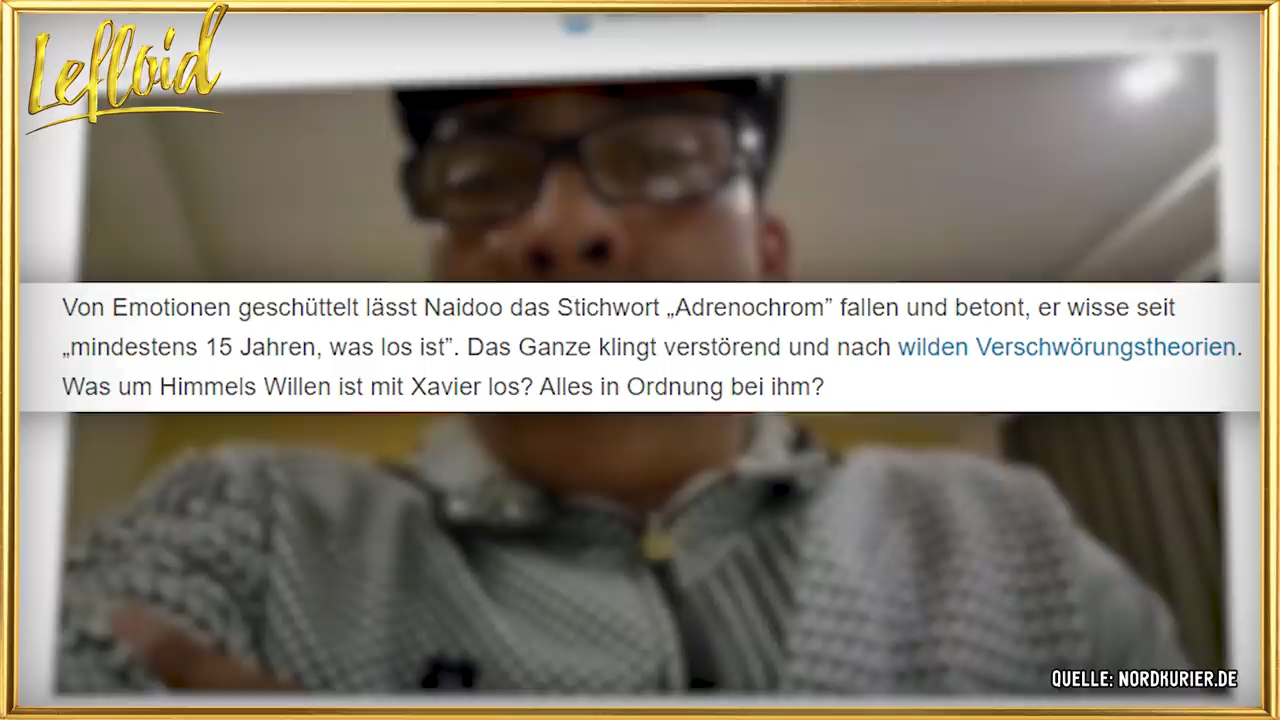 Lefloid
Von Emotionen geschüttelt lässt Naidoo das Stichwort „Adrenochrom” fallen und betont, er wisse seit
„mindestens 15 Jahren, was los ist”. Das Ganze klingt verstörend und nach wilden Verschwörungstheorien.
Was um Himmels Willen ist mit Xavier los? Alles in Ordnung bei ihm?
QUELLE: NORDKURIER.DE